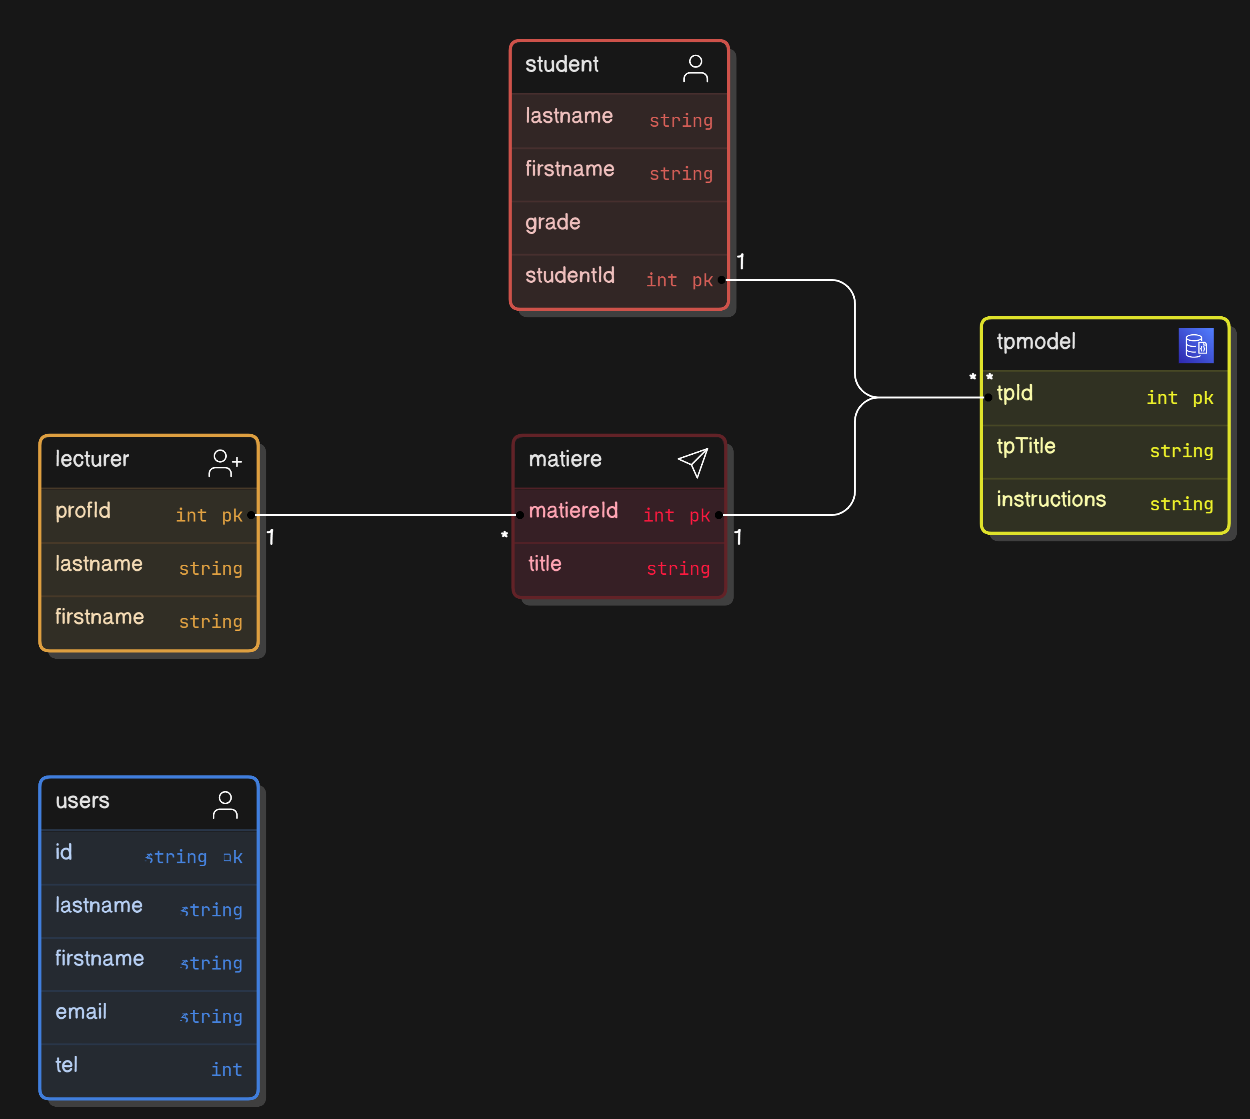 student
lastname string
firstname string
grade
studentId int pk
1
tpmodel
* *
tpId int pk
tpTitle string
instructions string
lecturer
profId int pk
1
lastname string
firstname string
matiere
*
matiereId int pk
1
title string
users
id string pk
lastname string
firstname string
email string
tel int